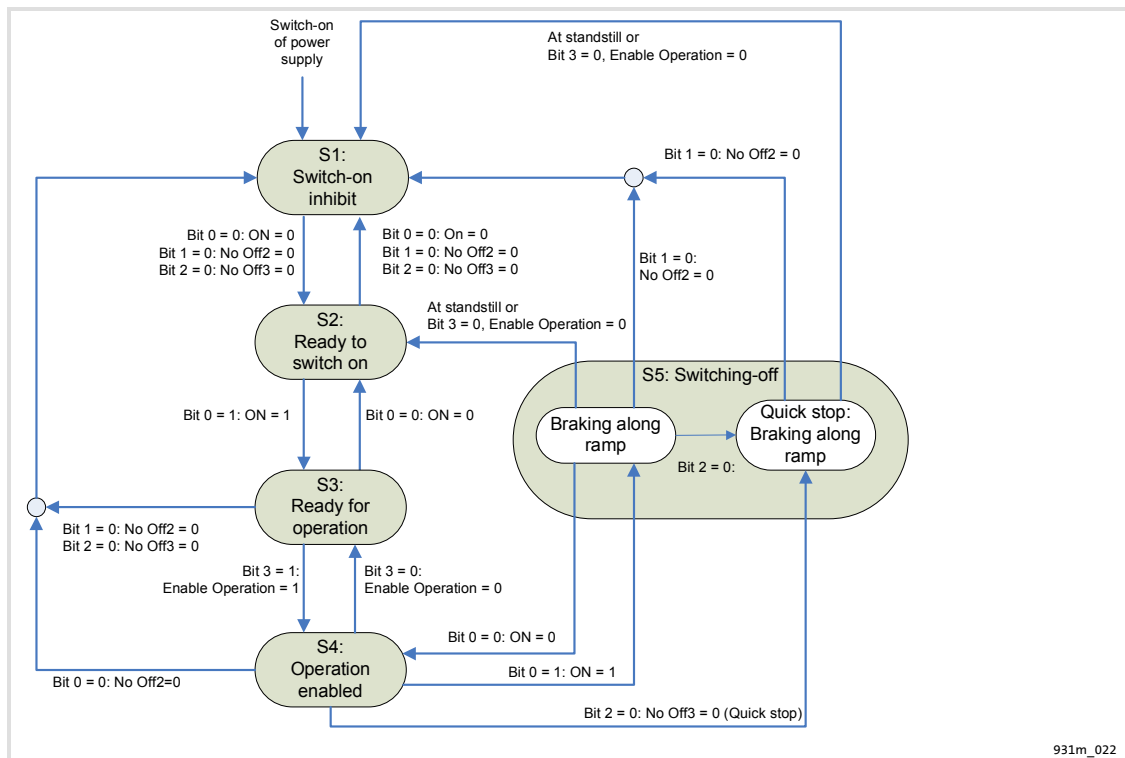 Switch-on
of power
supply
At standstill or
Bit 3 = 0, Enable Operation = 0
S1:
Switch-on
inhibit
Bit 1 = 0: No Off2 = 0
Bit 0 = 0: ON = 0
Bit 1 = 0: No Off2 = 0
Bit 2 = 0: No Off3 = 0
Bit 0 = 0: On = 0
Bit 1 = 0: No Off2 = 0
Bit 2 = 0: No Off3 = 0
Bit 1 = 0:
No Off2 = 0
At standstill or
Bit 3 = 0, Enable Operation = 0
S2:
Ready to
switch on
S5: Switching-off
Braking along
ramp
Quick stop:
Braking along
ramp
Bit 2 = 0:
Bit 0 = 1: ON = 1
Bit 0 = 0: ON = 0
S3:
Ready for
operation
Bit 1 = 0: No Off2 = 0
Bit 2 = 0: No Off3 = 0
Bit 3 = 1:
Enable Operation = 1
Bit 3 = 0:
Enable Operation = 0
S4:
Operation
enabled
Bit 0 = 0: ON = 0
Bit 0 = 1: ON = 1
Bit 0 = 0: No Off2=0
Bit 2 = 0: No Off3 = 0 (Quick stop)
931m_022